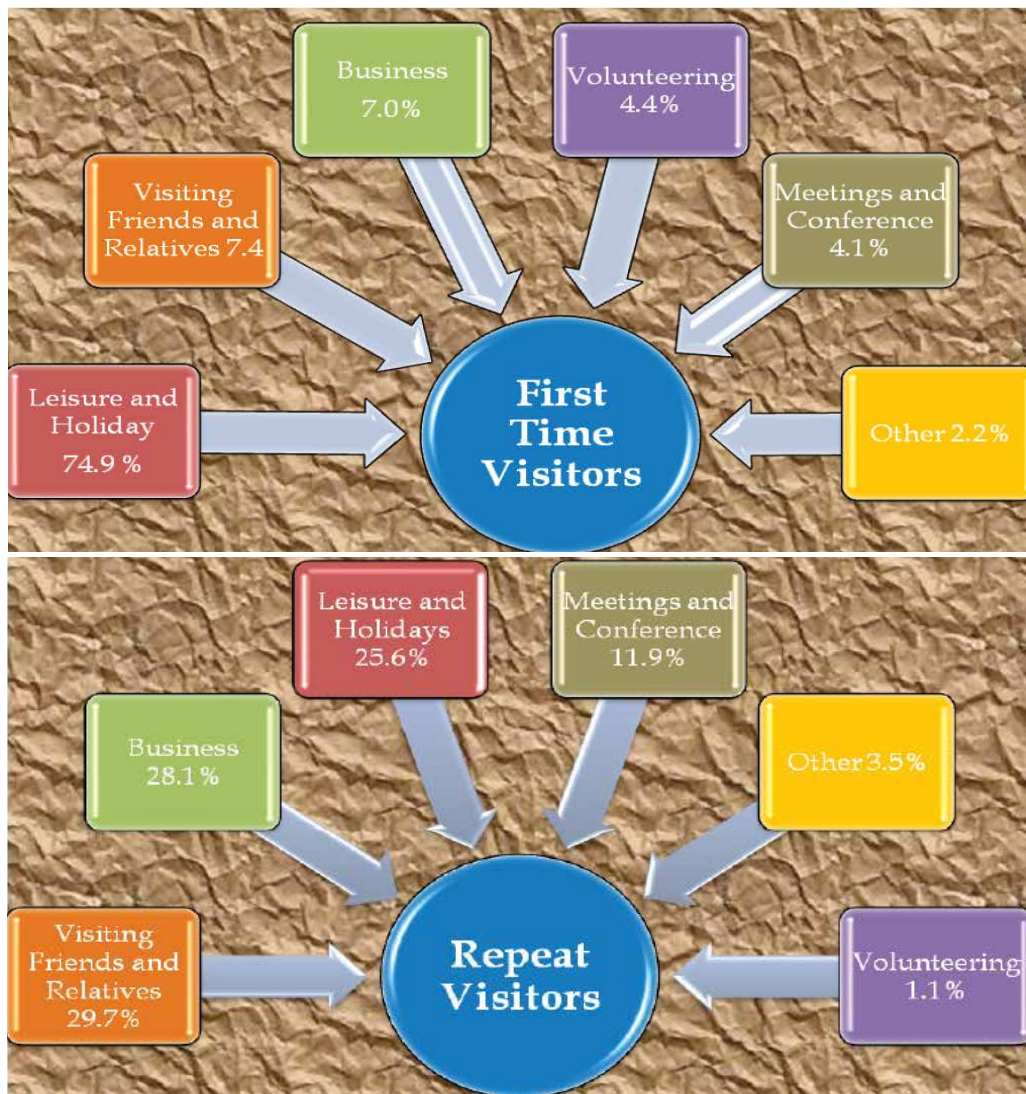 Business
7.0%
Volunteering
4.4%
Visiting
Friends and
Relatives 7.4
Meetings and
Conference
4.1%
Leisure and
Holiday
74.9 %
First
Time
Visitors
Other 2.2%
Leisure and
Holidays
25.6%
Meetings and
Conference
11.9%
Business
28.1%
Other 3.5%
Visiting
Friends and
Relatives
29.7%
Repeat
Visitors
Volunteering
1.1%